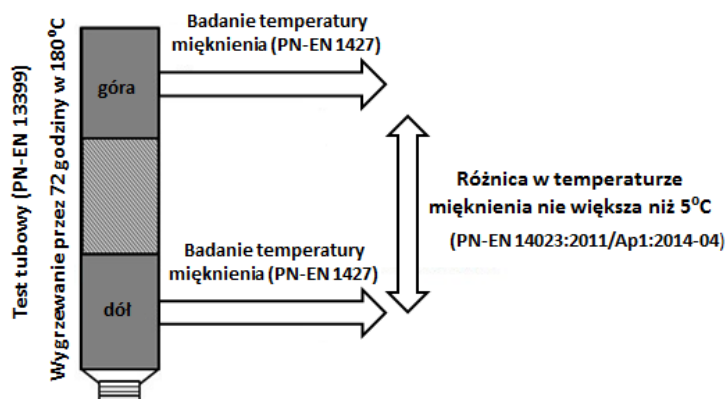 Test tubowy (PN-EN 13399)
Wygrzewanie przez 72 godziny w 180°C
góra
Badanie temperatury
mięknienia (PN-EN 1427)
Różnica w temperaturze
mięknienia nie większa niż 5°C
(PN-EN 14023:2011/Ap1:2014-04)
Badanie temperatury
mięknienia (PN-EN 1427)
dół